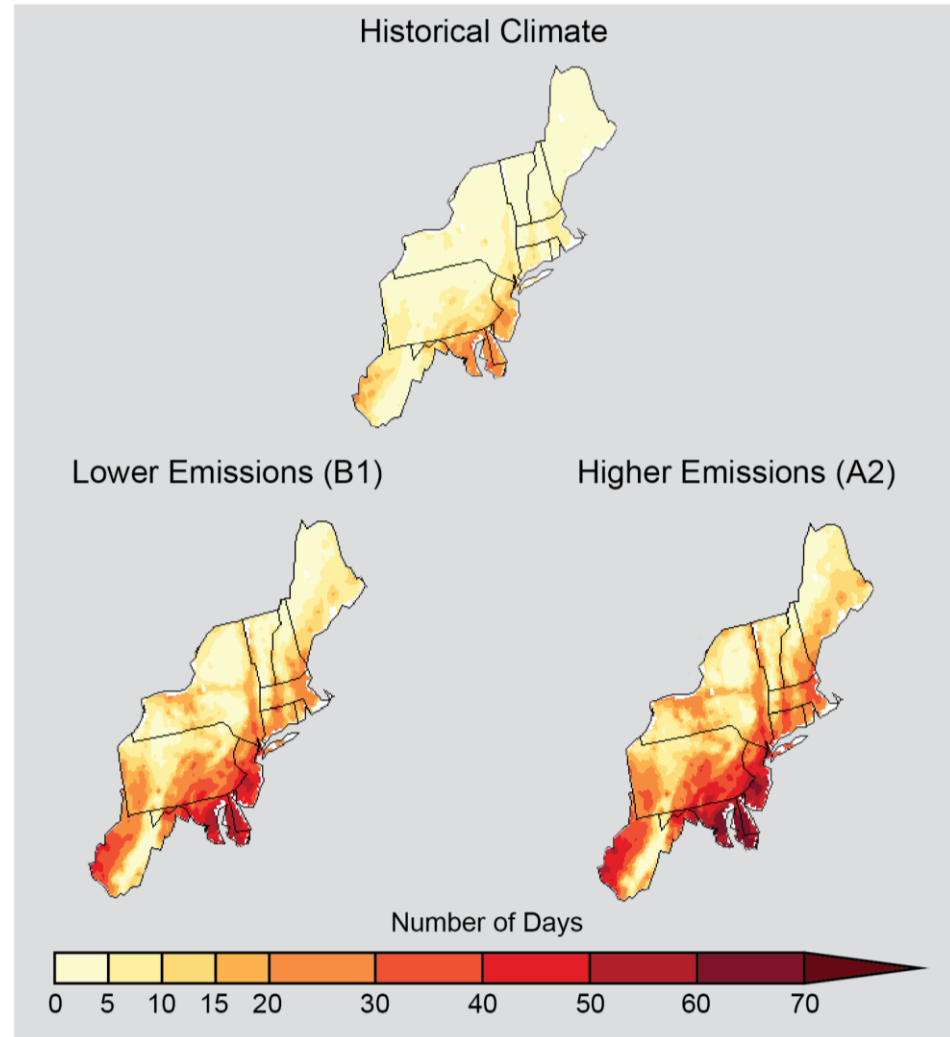 Historical Climate
Lower Emissions (B1)
Higher Emissions (A2)
Number of Days
0 5 10 15 20 30 40 50 60 70